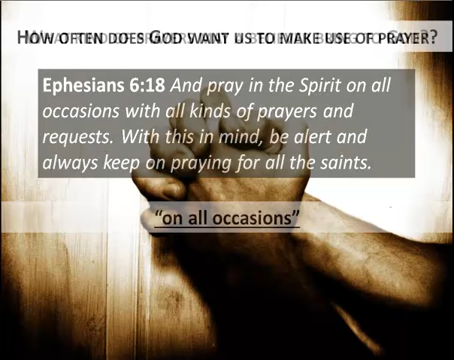 HOW OFTEN DOES GOD WANT US TO MAKE USE OF PRAYER?
Ephesians 6:18 And pray in the Spirit on all
occasions with all kinds of prayers and
requests. With this in mind, be alert and
always keep on praying for all the saints.
“on all occasions”